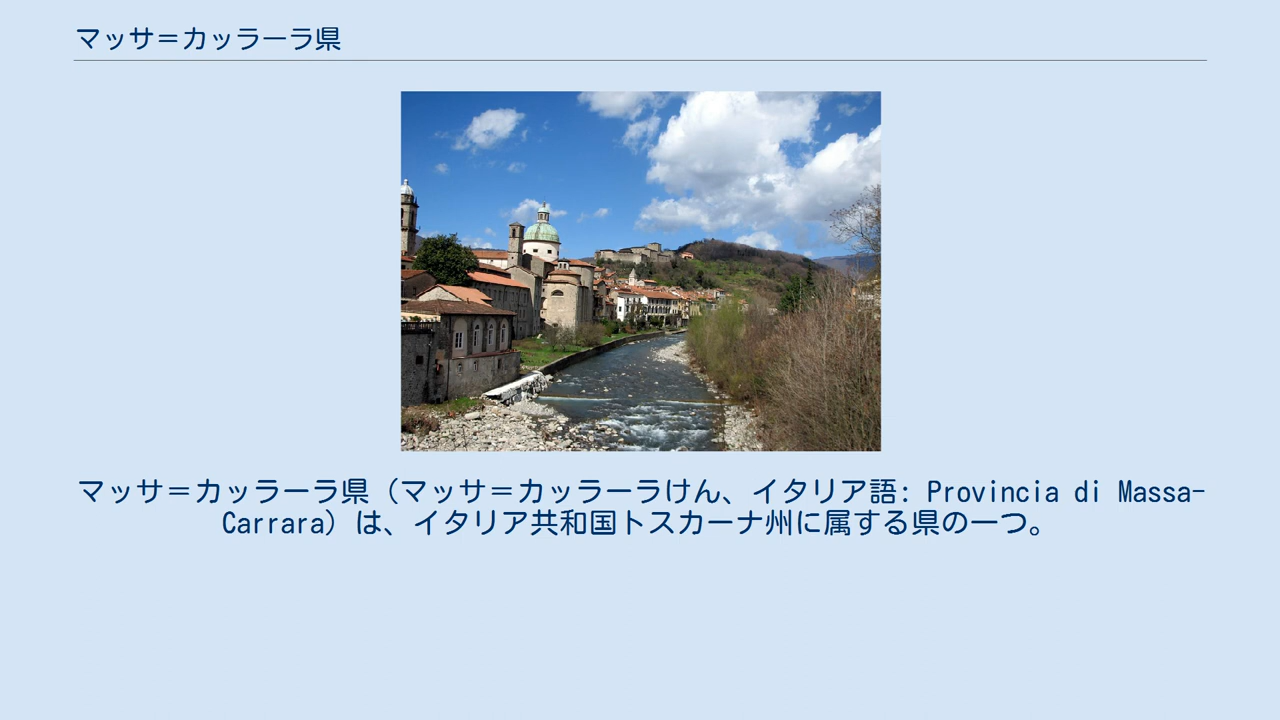 マッサ＝カッラーラ県
マッサ＝カッラーラ県（マッサ＝カッラーラけん、イタリア語: Provincia di Massa-
Carrara）は、イタリア共和国トスカーナ州に属する県の一つ。